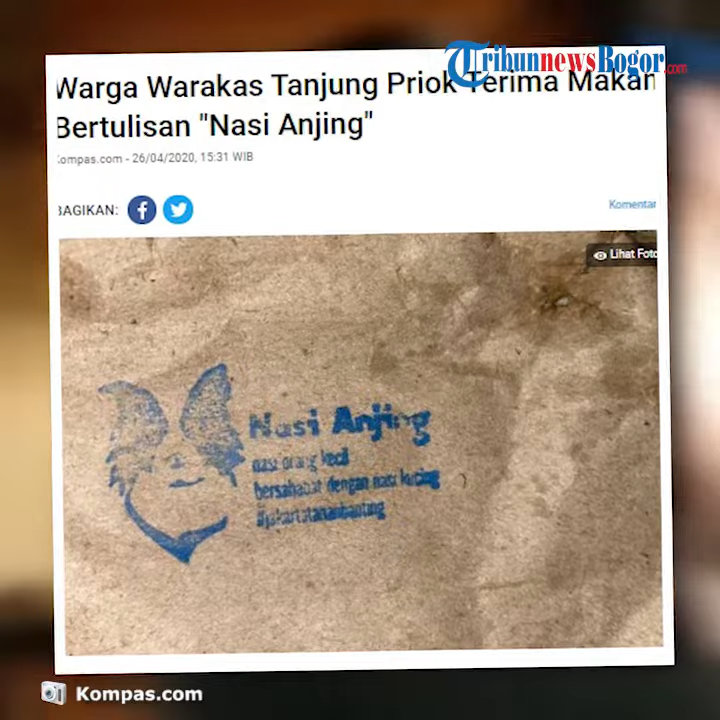 TribunnewsBogor.com
Warga Warakas Tanjung Priok Terima Makan
Bertulisan "Nasi Anjing"
Kompas.com - 26/04/2020, 15:31 WIB
BAGIKAN:
Komentar
Lihat Foto
Nasi Anjing
nasi orang kecil
bersahabat dengan nasi kucing
#jakartatahanbanting
Kompas.com